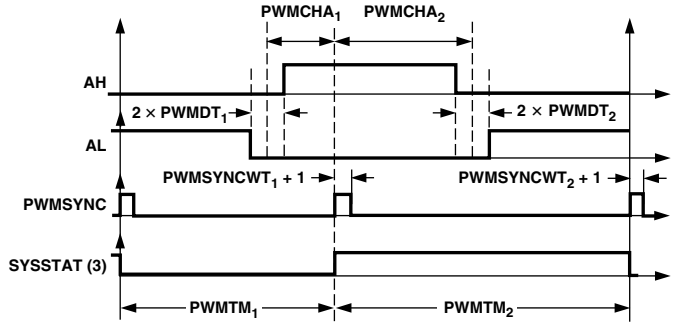 PWMCHA₁ PWMCHA₂
AH
2 × PWMDT₁ 2 × PWMDT₂
AL
PWMSYNCWT₁ + 1 PWMSYNCWT₂ + 1
PWMSYNC
SYSSTAT (3)
PWMTM₁ PWMTM₂